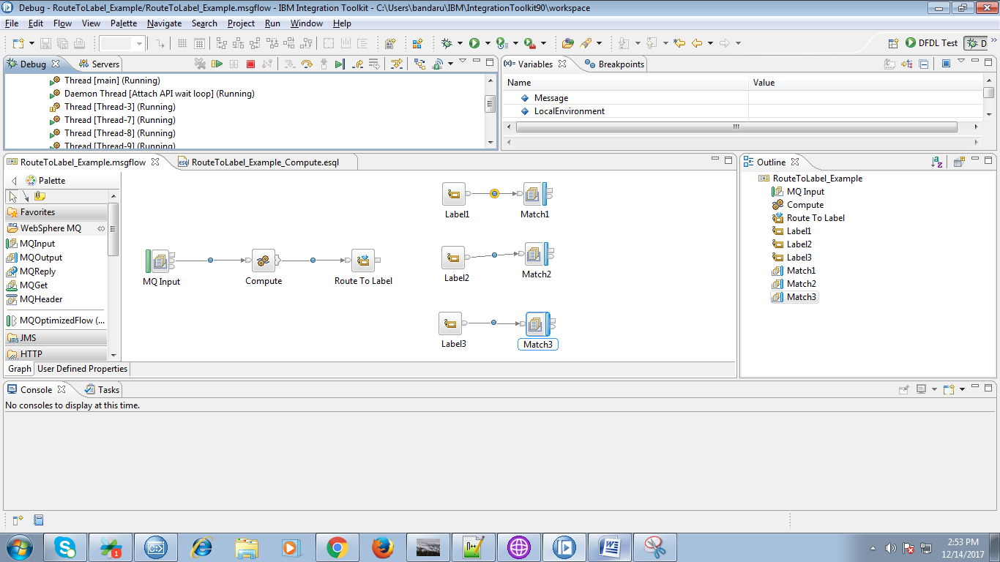 Debug - RouteToLabel_Example/RouteToLabel_Example.msgflow - IBM Integration Toolkit - C:\Users\bandaru\IBM\IntegrationToolkit90\workspace
File Edit Flow View Palette Navigate Search Project Run Window Help
DFDL Test D
Debug Servers
Thread [main] (Running)
Daemon Thread [Attach API wait loop] (Running)
Thread [Thread-3] (Running)
Thread [Thread-7] (Running)
Thread [Thread-8] (Running)
Thread [Thread-9] (Running)
Variables Breakpoints
Name Value
Message
LocalEnvironment
RouteToLabel_Example.msgflow RouteToLabel_Example_Compute.esql
Palette
Favorites
WebSphere MQ
MQInput
MQOutput
MQReply
MQGet
MQHeader
MQOptimizedFlow (...
JMS
HTTP
Label1 Match1
Label2 Match2
MQ Input Compute Route To Label
Label3 Match3
Graph User Defined Properties
Outline
RouteToLabel_Example
MQ Input
Compute
Route To Label
Label1
Label2
Label3
Match1
Match2
Match3
Console Tasks
No consoles to display at this time.
2:53 PM
12/14/2017